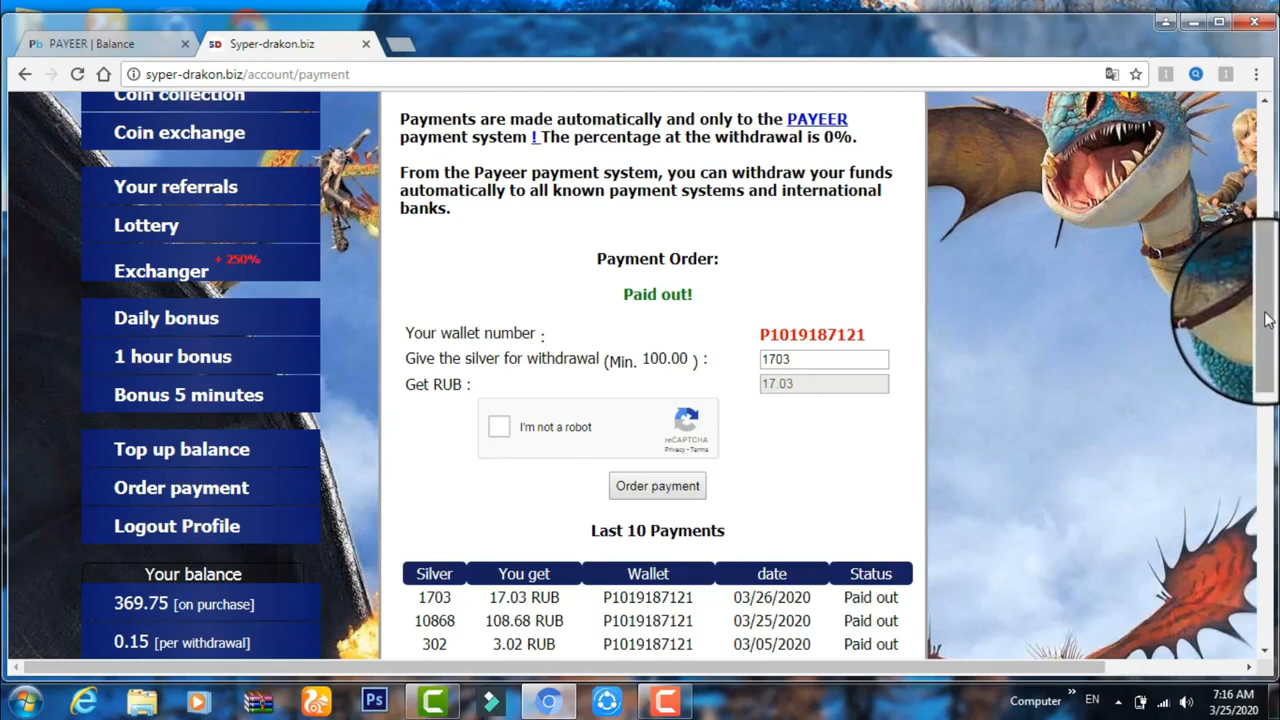 Pb PAYEER | Balance
SD Syper-drakon.biz
syper-drakon.biz/account/payment
Coin collection
Coin exchange
Your referrals
Lottery
Exchanger + 250%
Daily bonus
1 hour bonus
Bonus 5 minutes
Top up balance
Order payment
Logout Profile
Your balance
369.75 [on purchase]
0.15 [per withdrawal]
Payments are made automatically and only to the PAYEER
payment system ! The percentage at the withdrawal is 0%.
From the Payeer payment system, you can withdraw your funds
automatically to all known payment systems and international
banks.
Payment Order:
Paid out!
Your wallet number : P1019187121
Give the silver for withdrawal (Min. 100.00 ) : 1703
Get RUB : 17.03
I'm not a robot
reCAPTCHA
Privacy - Terms
Order payment
Last 10 Payments
Silver You get Wallet date Status
1703 17.03 RUB P1019187121 03/26/2020 Paid out
10868 108.68 RUB P1019187121 03/25/2020 Paid out
302 3.02 RUB P1019187121 03/05/2020 Paid out
Ps
Computer » EN
7:16 AM
3/25/2020